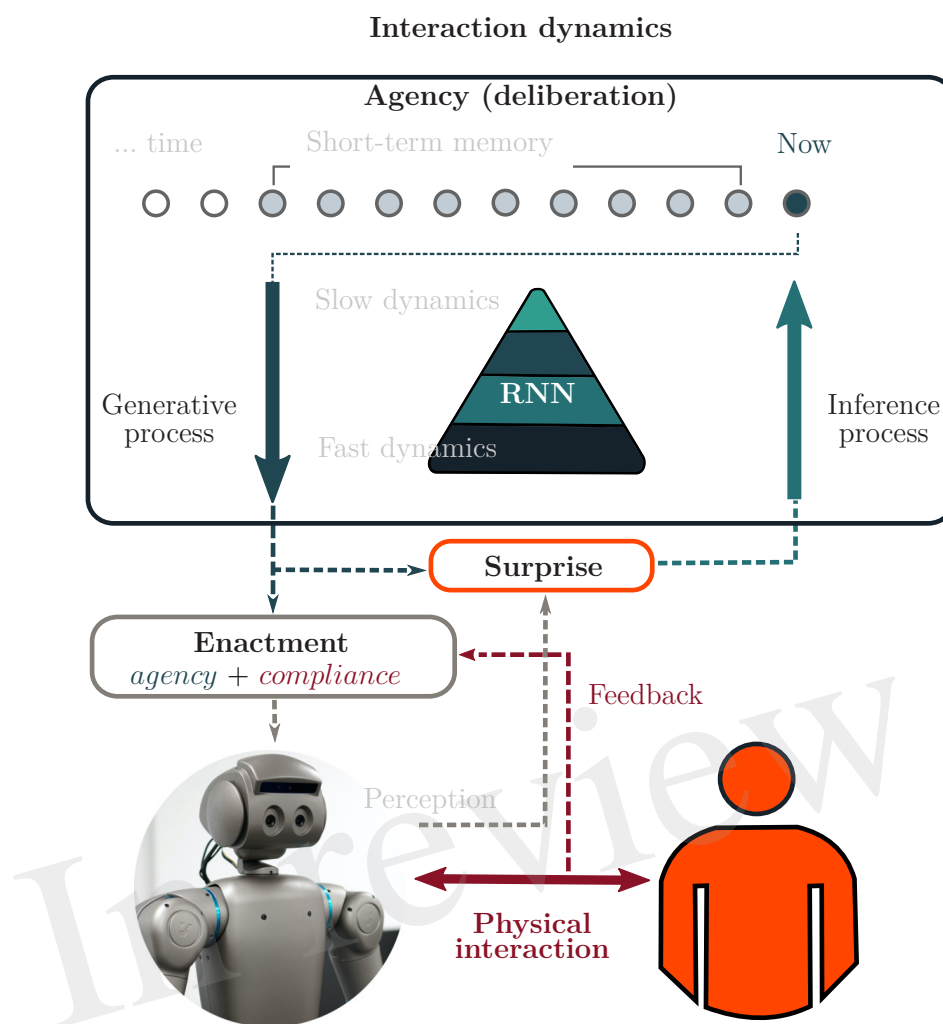 Interaction dynamics
Agency (deliberation)
... time
Short-term memory
Now
Slow dynamics
RNN
Generative
process
Inference
process
Fast dynamics
Surprise
Enactment
agency + compliance
Feedback
Perception
Physical
interaction
In review